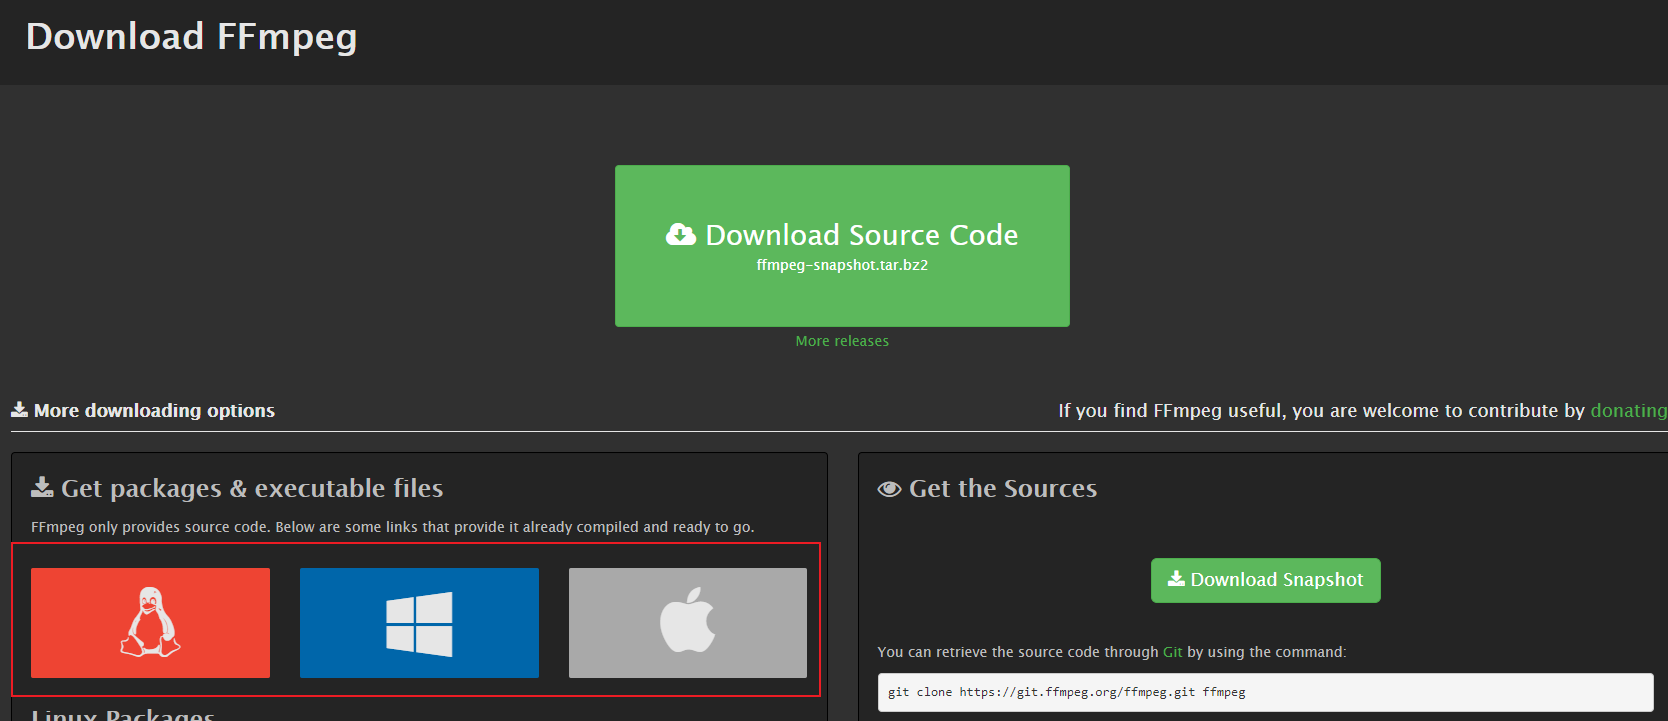 Download FFmpeg
Download Source Code
ffmpeg-snapshot.tar.bz2
More releases
More downloading options
If you find FFmpeg useful, you are welcome to contribute by donating
Get packages & executable files
FFmpeg only provides source code. Below are some links that provide it already compiled and ready to go.
Linux Packages
Get the Sources
Download Snapshot
You can retrieve the source code through Git by using the command:
git clone https://git.ffmpeg.org/ffmpeg.git ffmpeg